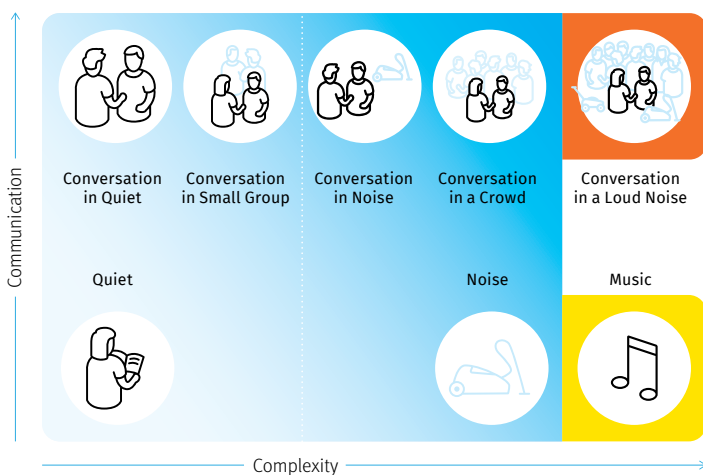 Communication
Conversation
in Quiet
Conversation
in Small Group
Conversation
in Noise
Conversation
in a Crowd
Conversation
in a Loud Noise
Quiet
Noise
Music
Complexity